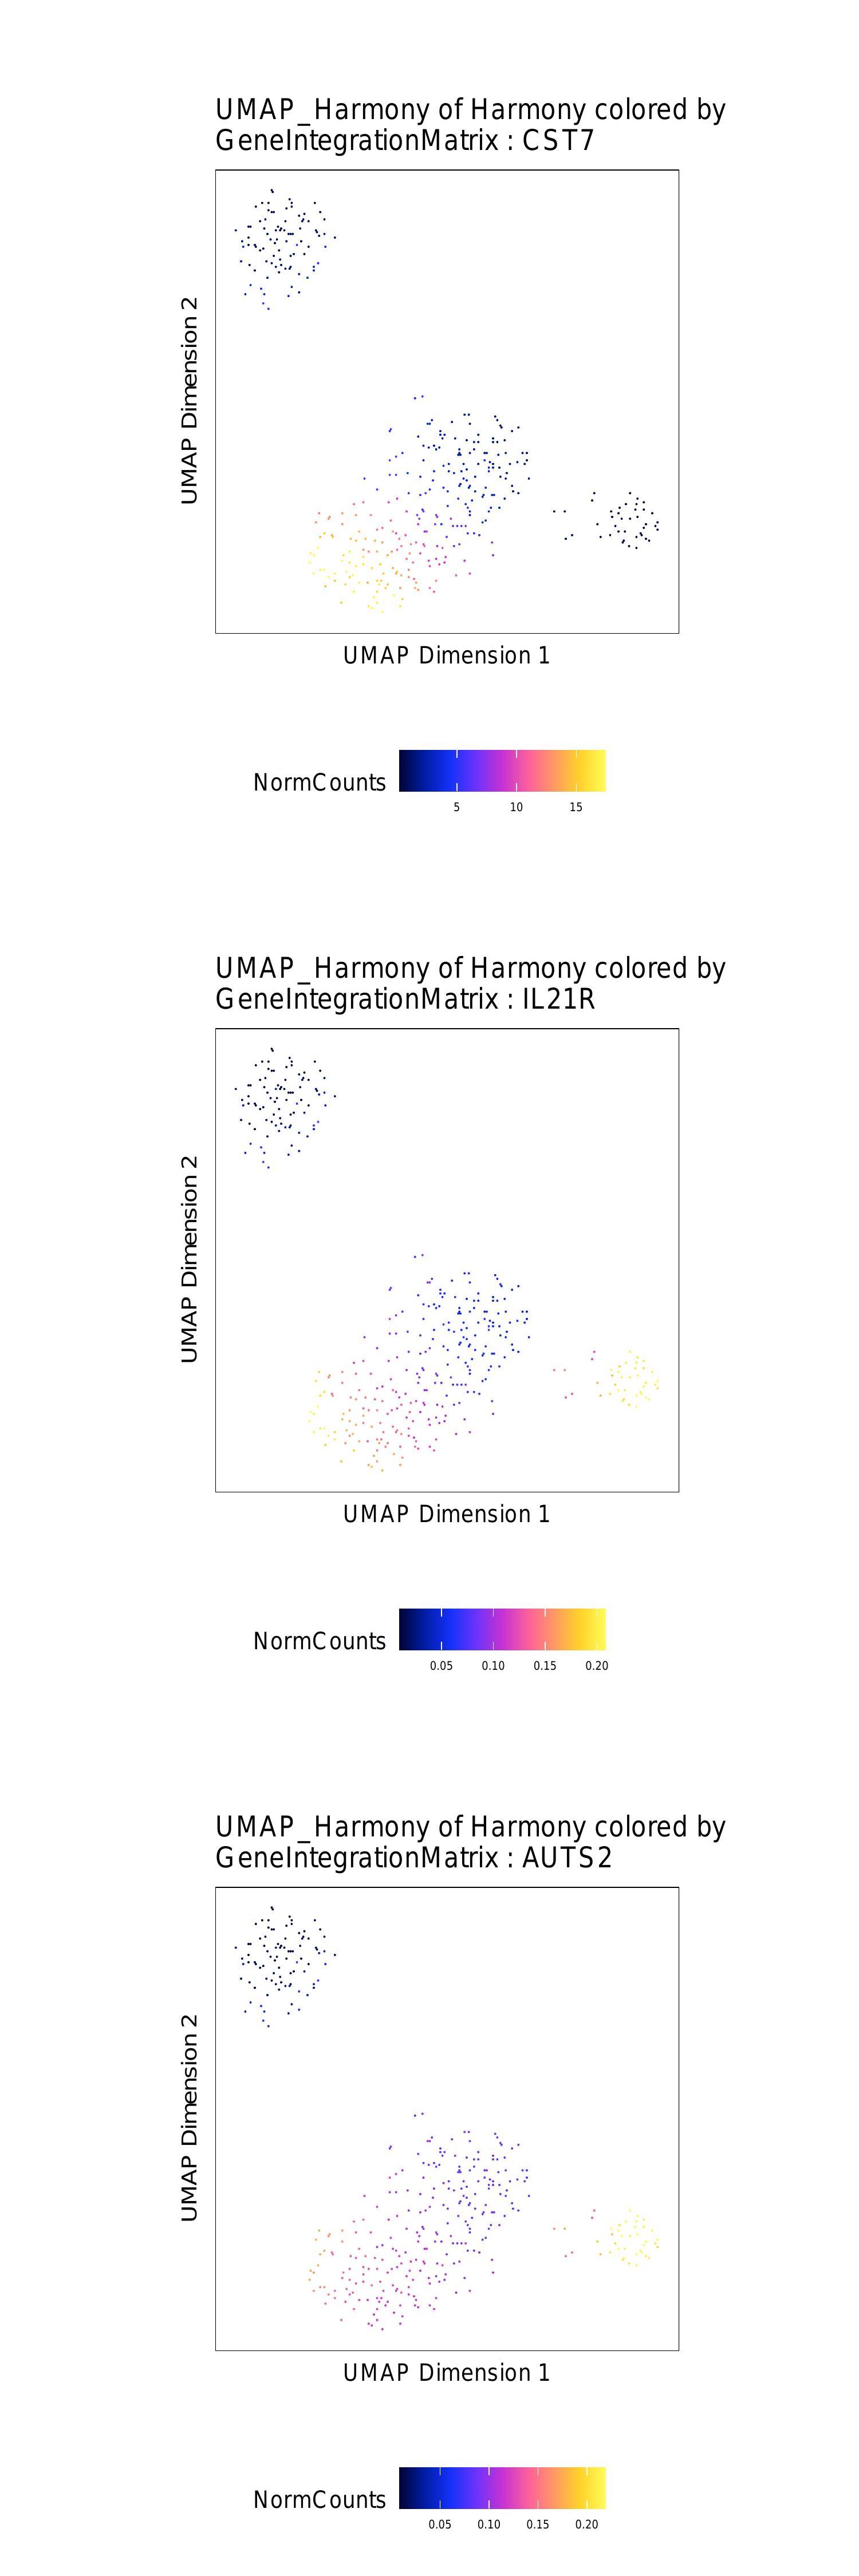 UMAP_Harmony of Harmony colored by
GeneIntegrationMatrix : CST7
UMAP Dimension 2
UMAP Dimension 1
NormCounts
5 10 15
UMAP_Harmony of Harmony colored by
GeneIntegrationMatrix : IL21R
UMAP Dimension 2
UMAP Dimension 1
NormCounts
0.05 0.10 0.15 0.20
UMAP_Harmony of Harmony colored by
GeneIntegrationMatrix : AUTS2
UMAP Dimension 2
UMAP Dimension 1
NormCounts
0.05 0.10 0.15 0.20